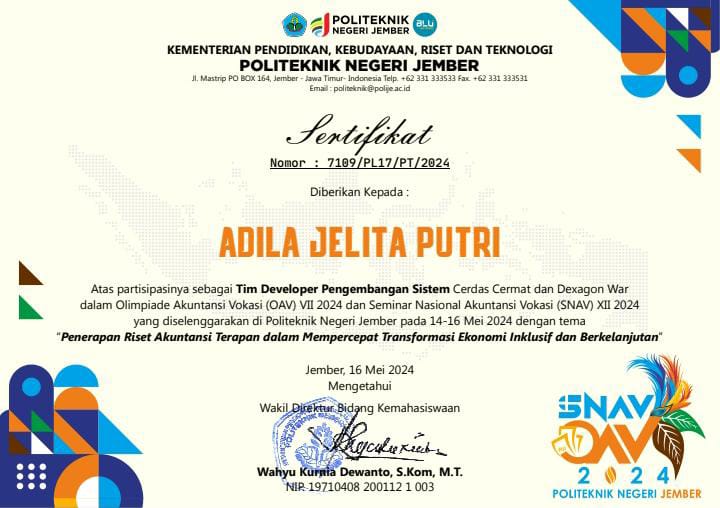 POLITEKNIK
NEGERI JEMBER
BLU
KEMENTERIAN PENDIDIKAN, KEBUDAYAAN, RISET DAN TEKNOLOGI
POLITEKNIK NEGERI JEMBER
Jl. Mastrip PO BOX 164, Jember - Jawa Timur- Indonesia Telp. +62 331 333533 Fax. +62 331 333531
Email : politeknik@polije.ac.id
Sertifikat
Nomor : 7109/PL17/PT/2024
Diberikan Kepada :
ADILA JELITA PUTRI
Atas partisipasinya sebagai Tim Developer Pengembangan Sistem Cerdas Cermat dan Dexagon War
dalam Olimpiade Akuntansi Vokasi (OAV) VII 2024 dan Seminar Nasional Akuntansi Vokasi (SNAV) XII 2024
yang diselenggarakan di Politeknik Negeri Jember pada 14-16 Mei 2024 dengan tema
"Penerapan Riset Akuntansi Terapan dalam Mempercepat Transformasi Ekonomi Inklusif dan Berkelanjutan"
Jember, 16 Mei 2024
Mengetahui
Wakil Direktur Bidang Kemahasiswaan
Wahyu Kurnia Dewanto, S.Kom, M.T.
NIP 19710408 200112 1 003
SNAV
OAV
2024
POLITEKNIK NEGERI JEMBER